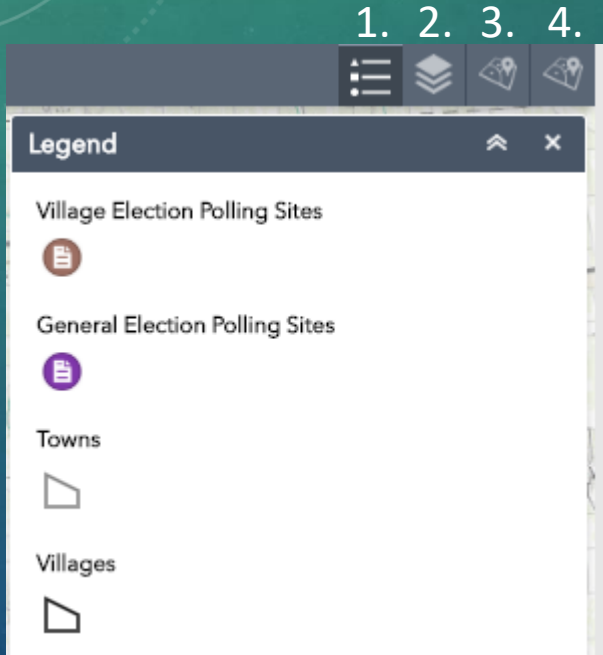 1. 2. 3. 4.
Legend
Village Election Polling Sites
General Election Polling Sites
Towns
Villages